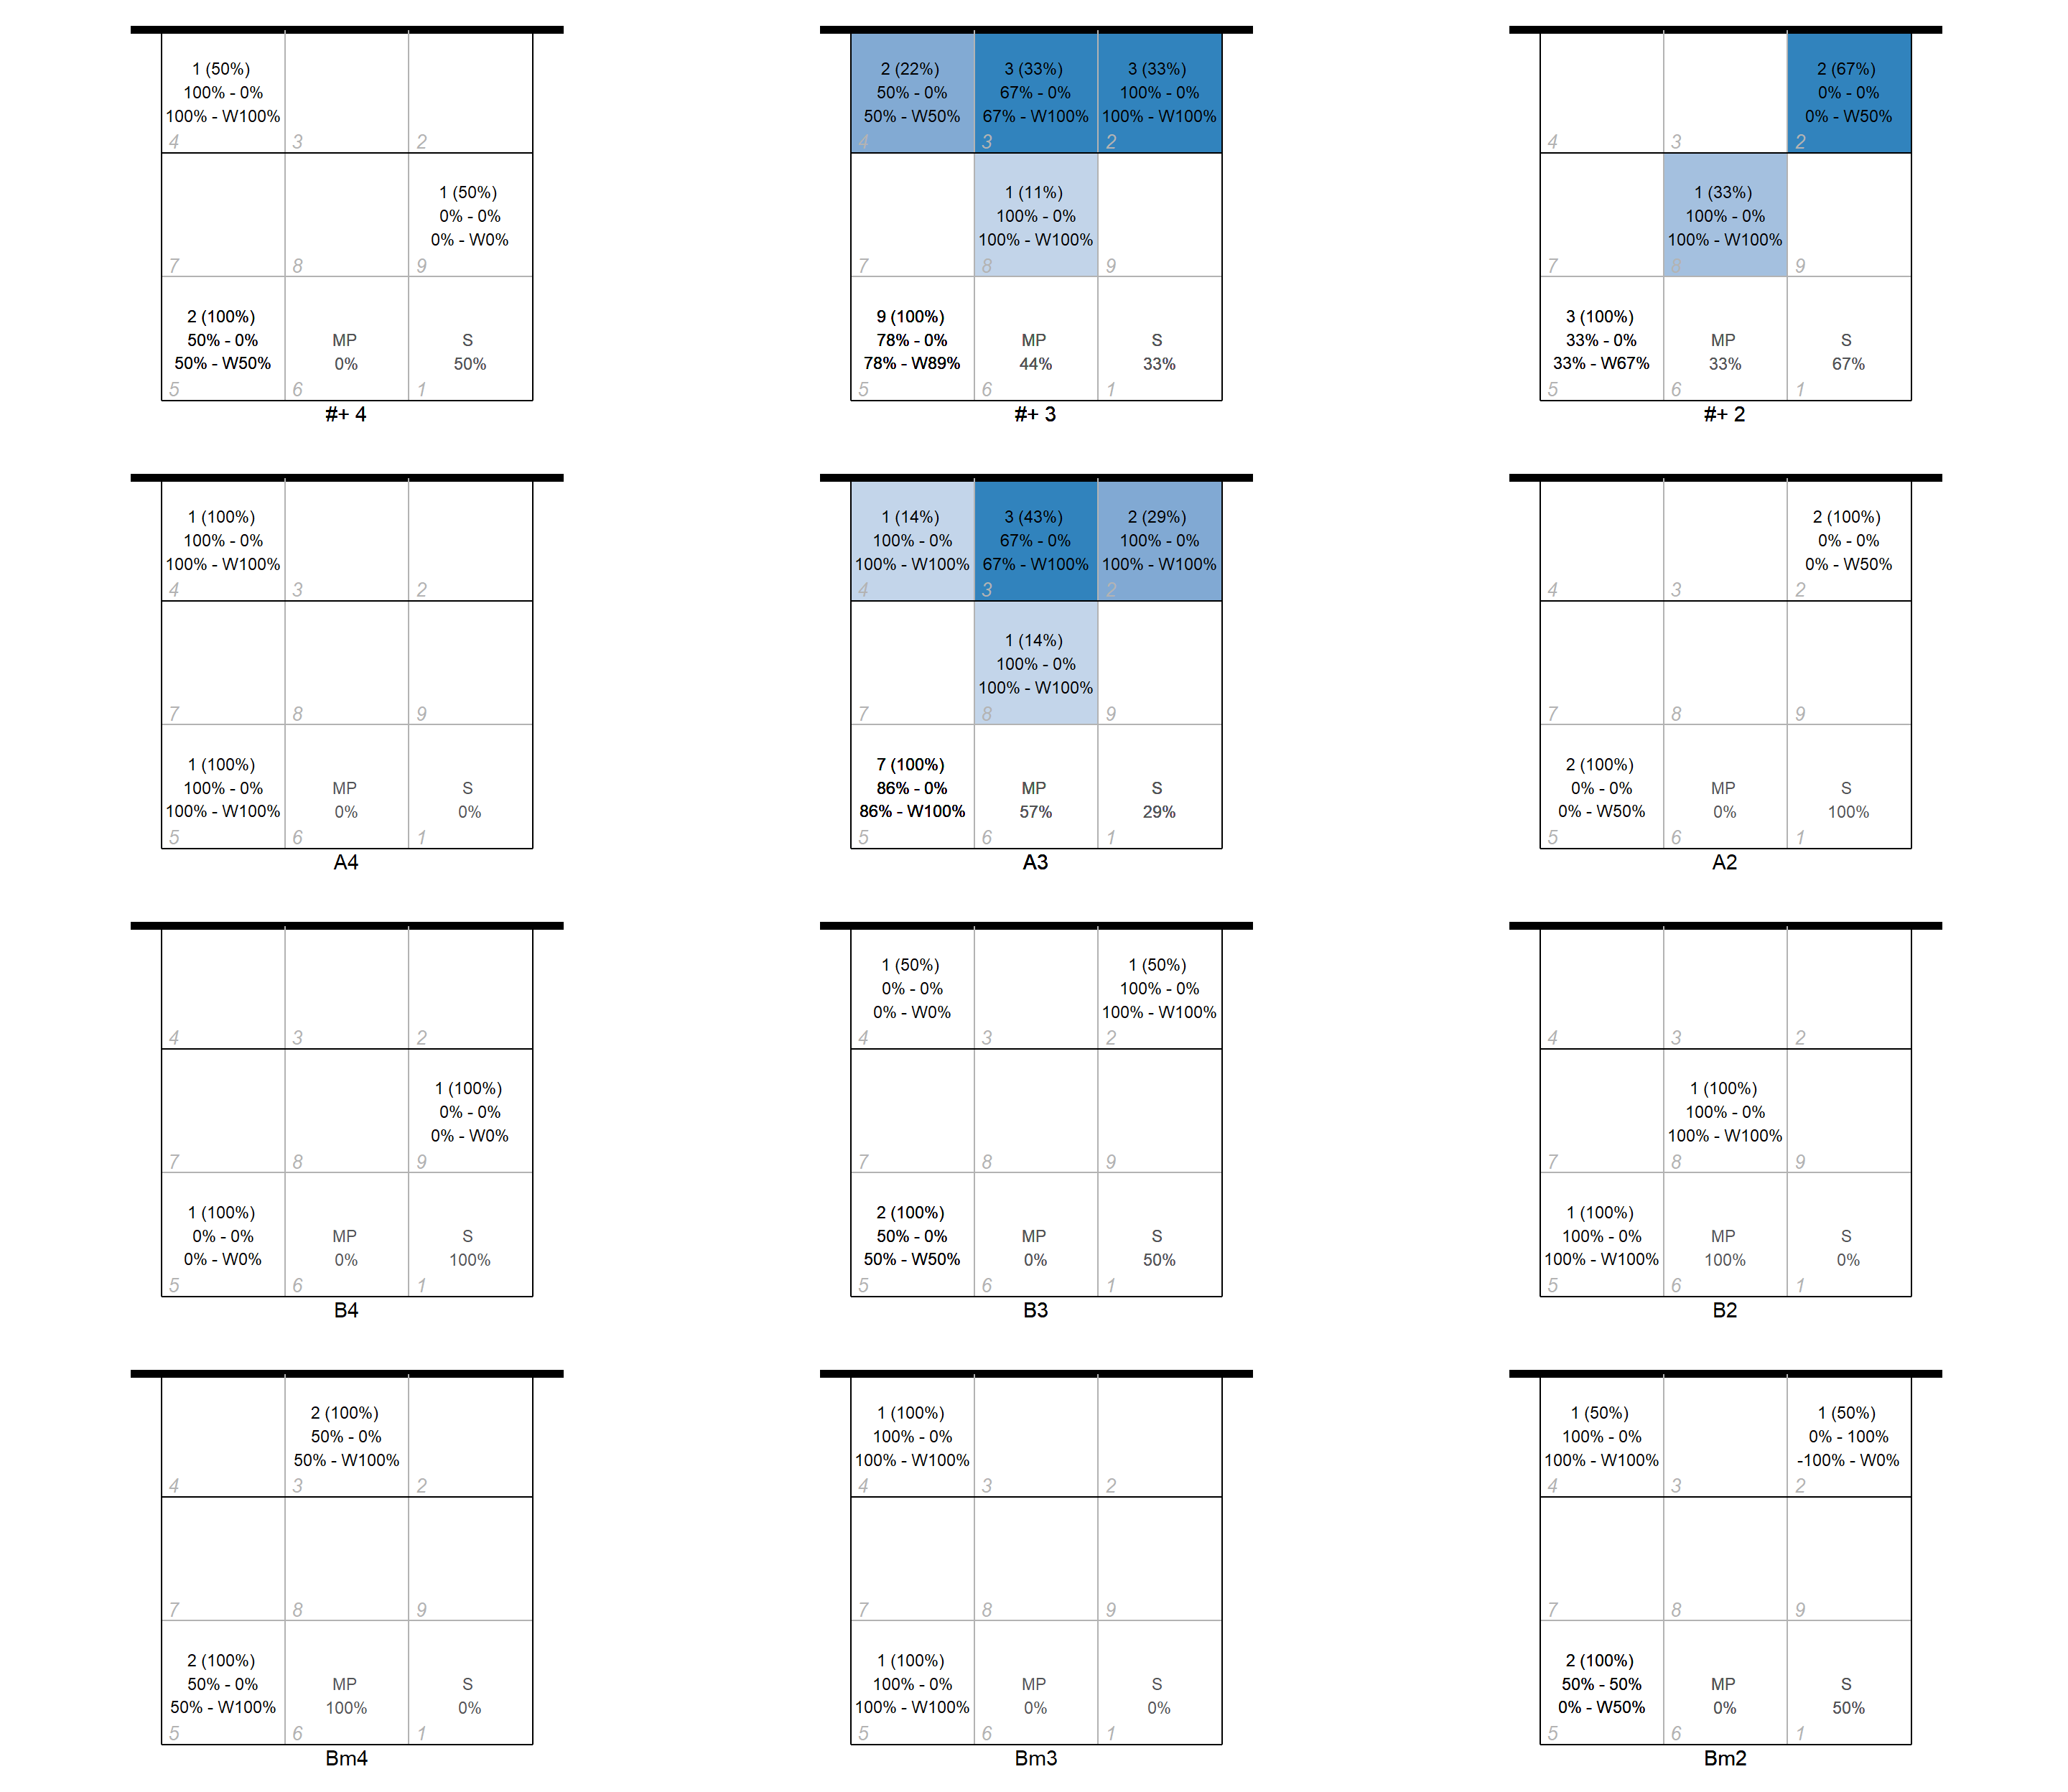 1 (50%)
100% - 0%
100% - W100%
4 3 2
1 (50%)
0% - 0%
0% - W0%
7 8 9
2 (100%)
50% - 0%
50% - W50%
MP
0%
S
50%
5 6 1
#+ 4
2 (22%)
50% - 0%
50% - W50%
3 (33%)
67% - 0%
67% - W100%
3 (33%)
100% - 0%
100% - W100%
4 3 2
1 (11%)
100% - 0%
100% - W100%
7 8 9
9 (100%)
78% - 0%
78% - W89%
MP
44%
S
33%
5 6 1
#+ 3
2 (67%)
0% - 0%
0% - W50%
4 3 2
1 (33%)
100% - 0%
100% - W100%
7 8 9
3 (100%)
33% - 0%
33% - W67%
MP
33%
S
67%
5 6 1
#+ 2
1 (100%)
100% - 0%
100% - W100%
4 3 2
7 8 9
1 (100%)
100% - 0%
100% - W100%
MP
0%
S
0%
5 6 1
A4
1 (14%)
100% - 0%
100% - W100%
3 (43%)
67% - 0%
67% - W100%
2 (29%)
100% - 0%
100% - W100%
4 3 2
1 (14%)
100% - 0%
100% - W100%
7 8 9
7 (100%)
86% - 0%
86% - W100%
MP
57%
S
29%
5 6 1
A3
2 (100%)
0% - 0%
0% - W50%
4 3 2
7 8 9
2 (100%)
0% - 0%
0% - W50%
MP
0%
S
100%
5 6 1
A2
4 3 2
1 (100%)
0% - 0%
0% - W0%
7 8 9
1 (100%)
0% - 0%
0% - W0%
MP
0%
S
100%
5 6 1
B4
1 (50%)
0% - 0%
0% - W0%
1 (50%)
100% - 0%
100% - W100%
4 3 2
7 8 9
2 (100%)
50% - 0%
50% - W50%
MP
0%
S
50%
5 6 1
B3
4 3 2
1 (100%)
100% - 0%
100% - W100%
7 8 9
1 (100%)
100% - 0%
100% - W100%
MP
100%
S
0%
5 6 1
B2
2 (100%)
50% - 0%
50% - W100%
4 3 2
7 8 9
2 (100%)
50% - 0%
50% - W100%
MP
100%
S
0%
5 6 1
Bm4
1 (100%)
100% - 0%
100% - W100%
4 3 2
7 8 9
1 (100%)
100% - 0%
100% - W100%
MP
0%
S
0%
5 6 1
Bm3
1 (50%)
100% - 0%
100% - W100%
1 (50%)
0% - 100%
-100% - W0%
4 3 2
7 8 9
2 (100%)
50% - 50%
0% - W50%
MP
0%
S
50%
5 6 1
Bm2